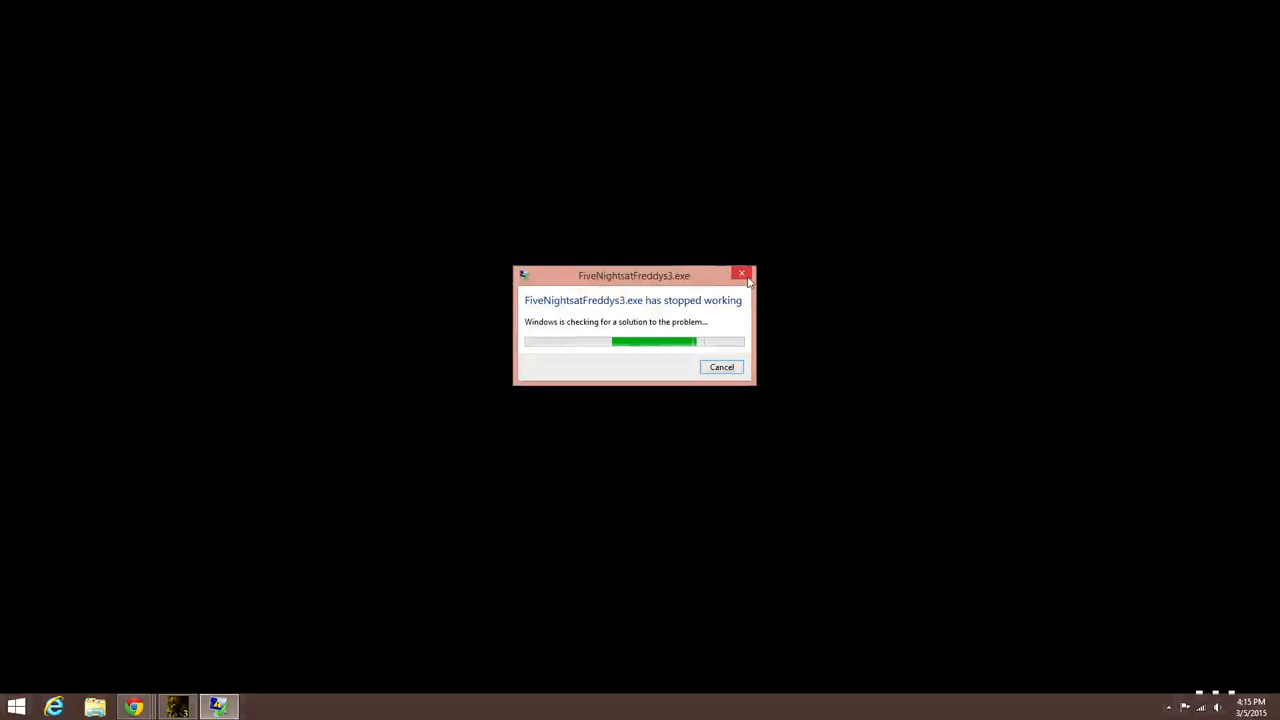 FiveNightsatFreddys3.exe
FiveNightsatFreddys3.exe has stopped working
Windows is checking for a solution to the problem...
Cancel
3
4:15 PM
3/5/2015